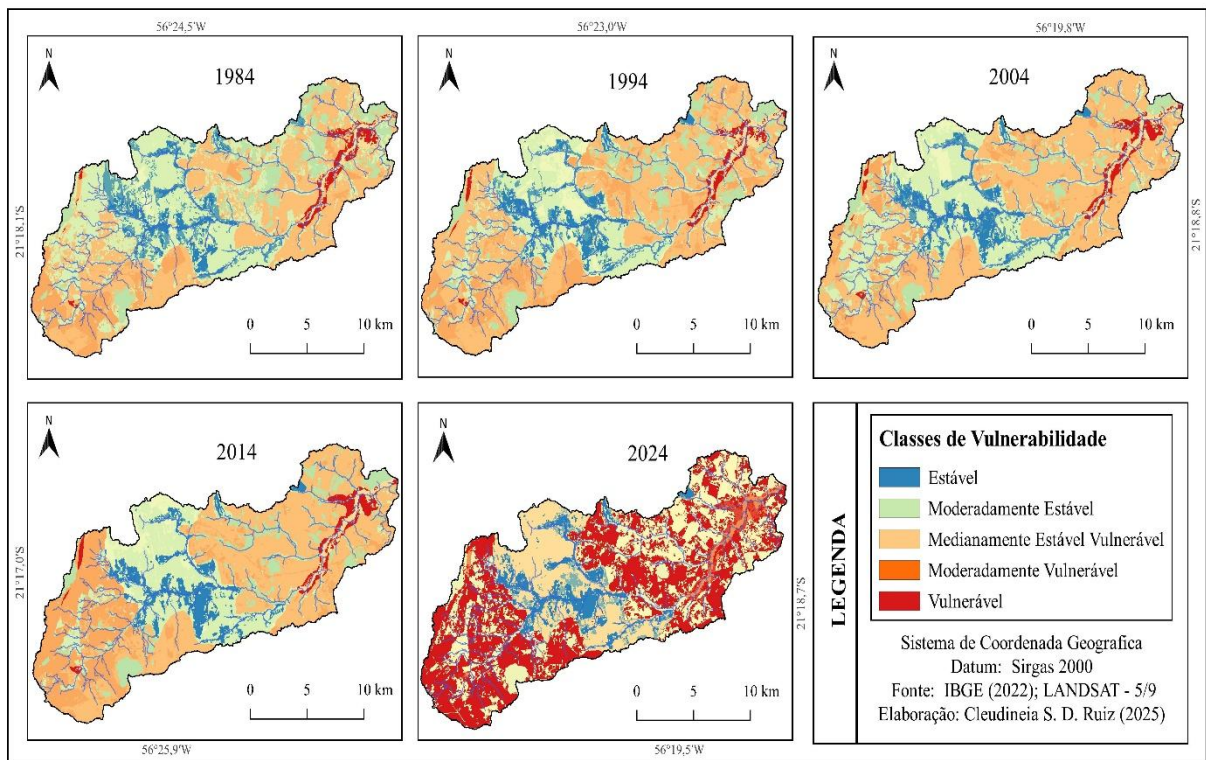 56°24,5'W
56°23,0'W
56°19,8'W
N
1984
N
1994
N
2004
21°18,1'S
21°18,8'S
0 5 10 km
0 5 10 km
0 5 10 km
N
2014
N
2024
21°17,0'S
21°18,7'S
0 5 10 km
0 5 10 km
56°25,9'W
56°19,5'W
LEGENDA
Classes de Vulnerabilidade
Estável
Moderadamente Estável
Medianamente Estável Vulnerável
Moderadamente Vulnerável
Vulnerável
Sistema de Coordenada Geografica
Datum: Sirgas 2000
Fonte: IBGE (2022); LANDSAT - 5/9
Elaboração: Cleudineia S. D. Ruiz (2025)